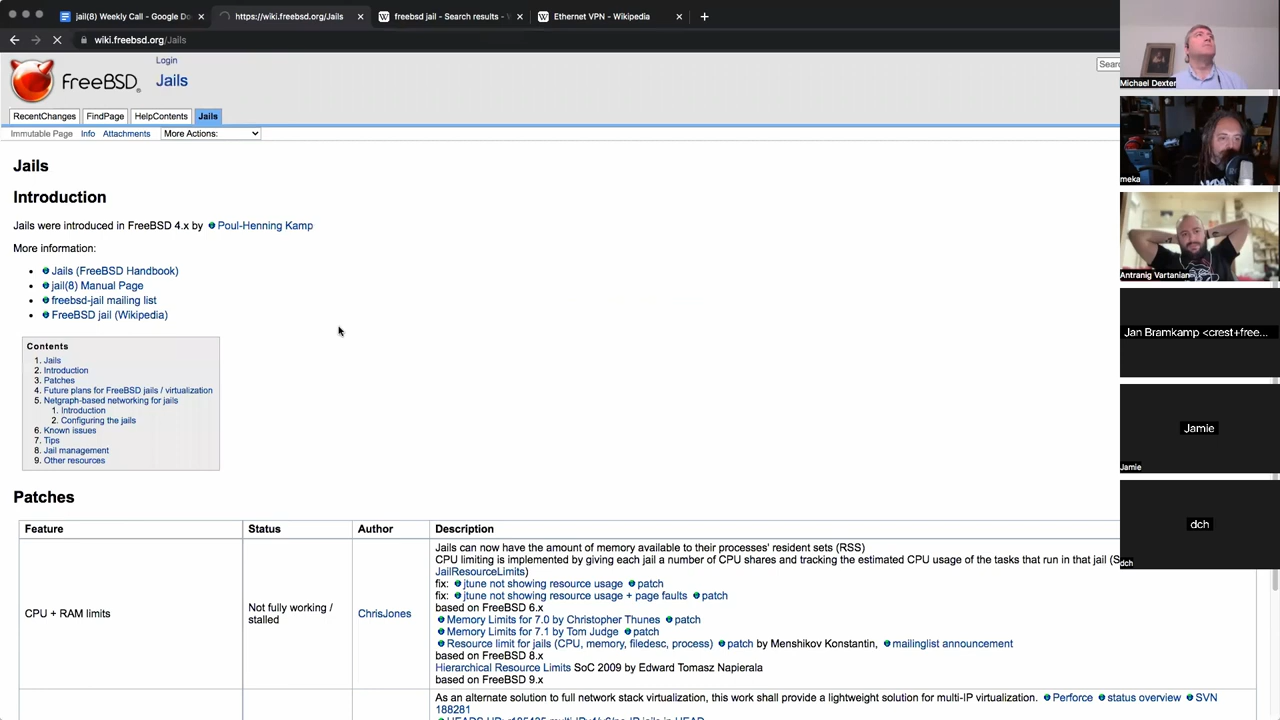 jail(8) Weekly Call - Google Do
https://wiki.freebsd.org/Jails
freebsd jail - Search results -
Ethernet VPN - Wikipedia
wiki.freebsd.org/Jails
FreeBSD
Login
Jails
Sear
RecentChanges
FindPage
HelpContents
Jails
Immutable Page
Info
Attachments
More Actions:
Jails
Introduction
Jails were introduced in FreeBSD 4.x by Poul-Henning Kamp
More information:
Jails (FreeBSD Handbook)
jail(8) Manual Page
freebsd-jail mailing list
FreeBSD jail (Wikipedia)
Contents
1. Jails
2. Introduction
3. Patches
4. Future plans for FreeBSD jails / virtualization
5. Netgraph-based networking for jails
1. Introduction
2. Configuring the jails
6. Known issues
7. Tips
8. Jail management
9. Other resources
Patches
Feature
Status
Author
Description
CPU + RAM limits
Not fully working /
stalled
ChrisJones
Jails can now have the amount of memory available to their processes' resident sets (RSS)
CPU limiting is implemented by giving each jail a number of CPU shares and tracking the estimated CPU usage of the tasks that run in that jail (S
JailResourceLimits)
fix: jtune not showing resource usage patch
fix: jtune not showing resource usage + page faults patch
based on FreeBSD 6.x
Memory Limits for 7.0 by Christopher Thunes patch
Memory Limits for 7.1 by Tom Judge patch
Resource limit for jails (CPU, memory, filedesc, process) patch by Menshikov Konstantin, mailinglist announcement
based on FreeBSD 8.x
Hierarchical Resource Limits SoC 2009 by Edward Tomasz Napierala
based on FreeBSD 9.x
As an alternate solution to full network stack virtualization, this work shall provide a lightweight solution for multi-IP virtualization. Perforce status overview SVN
188281
Michael Dexter
meka
Antranig Vartanian
Jan Bramkamp <crest+free...
Jamie
Jamie
dch
dch